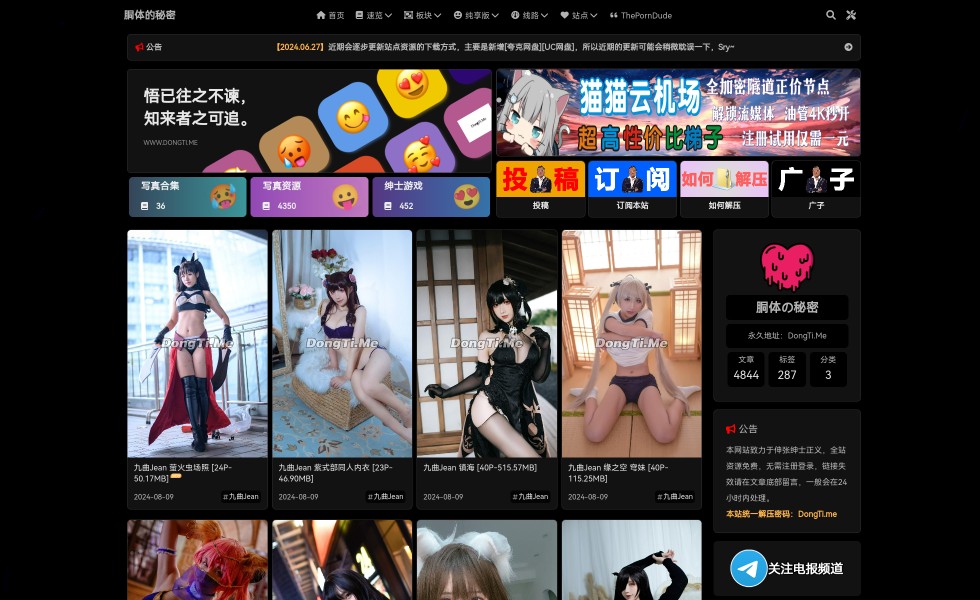 胴体的秘密
首页 速览 板块 纯享版 线路 站点 ThePornDude
公告
【2024.06.27】近期会逐步更新站点资源的下载方式，主要是新增[夸克网盘][UC网盘]，所以近期的更新可能会稍微耽误一下，Sry~
悟已往之不谏，
知来者之可追。
WWW.DONGTI.ME
猫猫云机场
全加密隧道正价节点
解锁流媒体 油管4K秒开
超高性价比梯子
注册试用仅需一元
写真合集
36
写真资源
4350
绅士游戏
452
投稿
订阅
如何解压
广子
投稿
订阅本站
如何解压
广子
DongTi.Me
DongTi.Me
DongTi.Me
DongTi.Me
九曲Jean 萤火虫场照 [24P-
50.17MB]
2024-08-09
#九曲Jean
九曲Jean 紫式部同人内衣 [23P-
46.90MB]
2024-08-09
#九曲Jean
九曲Jean 镇海 [40P-515.57MB]
2024-08-09
#九曲Jean
九曲Jean 缘之空 穹妹 [40P-
115.25MB]
2024-08-09
#九曲Jean
胴体の秘密
永久地址：DongTi.Me
文章 标签 分类
4844 287 3
公告
本网站致力于伸张绅士正义，全站
资源免费，无需注册登录，链接失
效请在文章底部留言，一般会在24
小时内处理。
本站统一解压密码：DongTi.me
关注电报频道